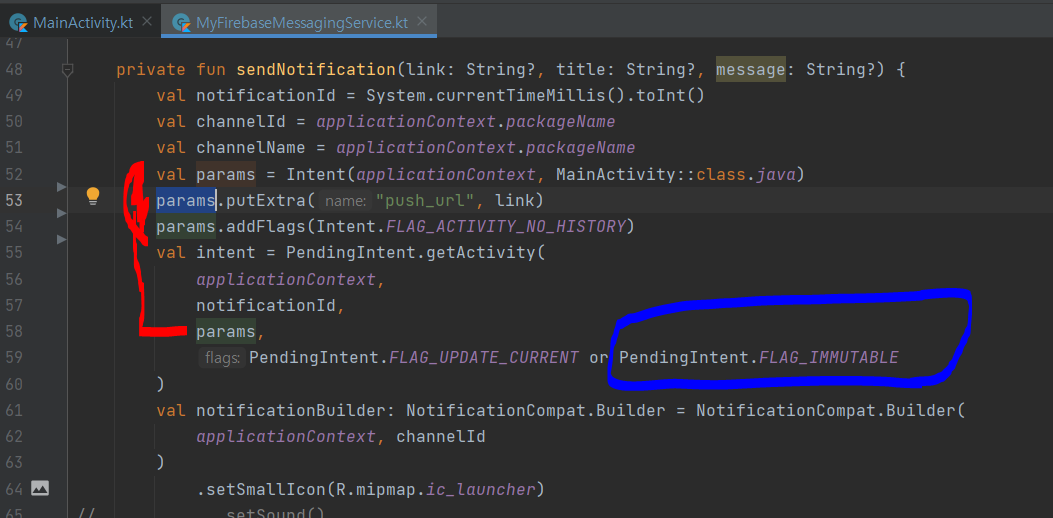 MainActivity.kt
MyFirebaseMessagingService.kt
47
48 private fun sendNotification(link: String?, title: String?, message: String?) {
49 val notificationId = System.currentTimeMillis().toInt()
50 val channelId = applicationContext.packageName
51 val channelName = applicationContext.packageName
52 val params = Intent(applicationContext, MainActivity::class.java)
53 params.putExtra( name: "push_url", link)
54 params.addFlags(Intent.FLAG_ACTIVITY_NO_HISTORY)
55 val intent = PendingIntent.getActivity(
56 applicationContext,
57 notificationId,
58 params,
59 flags: PendingIntent.FLAG_UPDATE_CURRENT or PendingIntent.FLAG_IMMUTABLE
60 )
61 val notificationBuilder: NotificationCompat.Builder = NotificationCompat.Builder(
62 applicationContext, channelId
63 )
64 .setSmallIcon(R.mipmap.ic_launcher)
65 // .setSound()